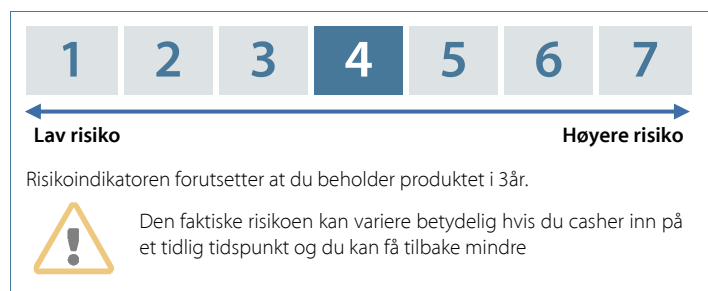 1 2 3 4 5 6 7
Lav risiko Høyere risiko
Risikoindikatoren forutsetter at du beholder produktet i 3år.
Den faktiske risikoen kan variere betydelig hvis du casher inn på
et tidlig tidspunkt og du kan få tilbake mindre